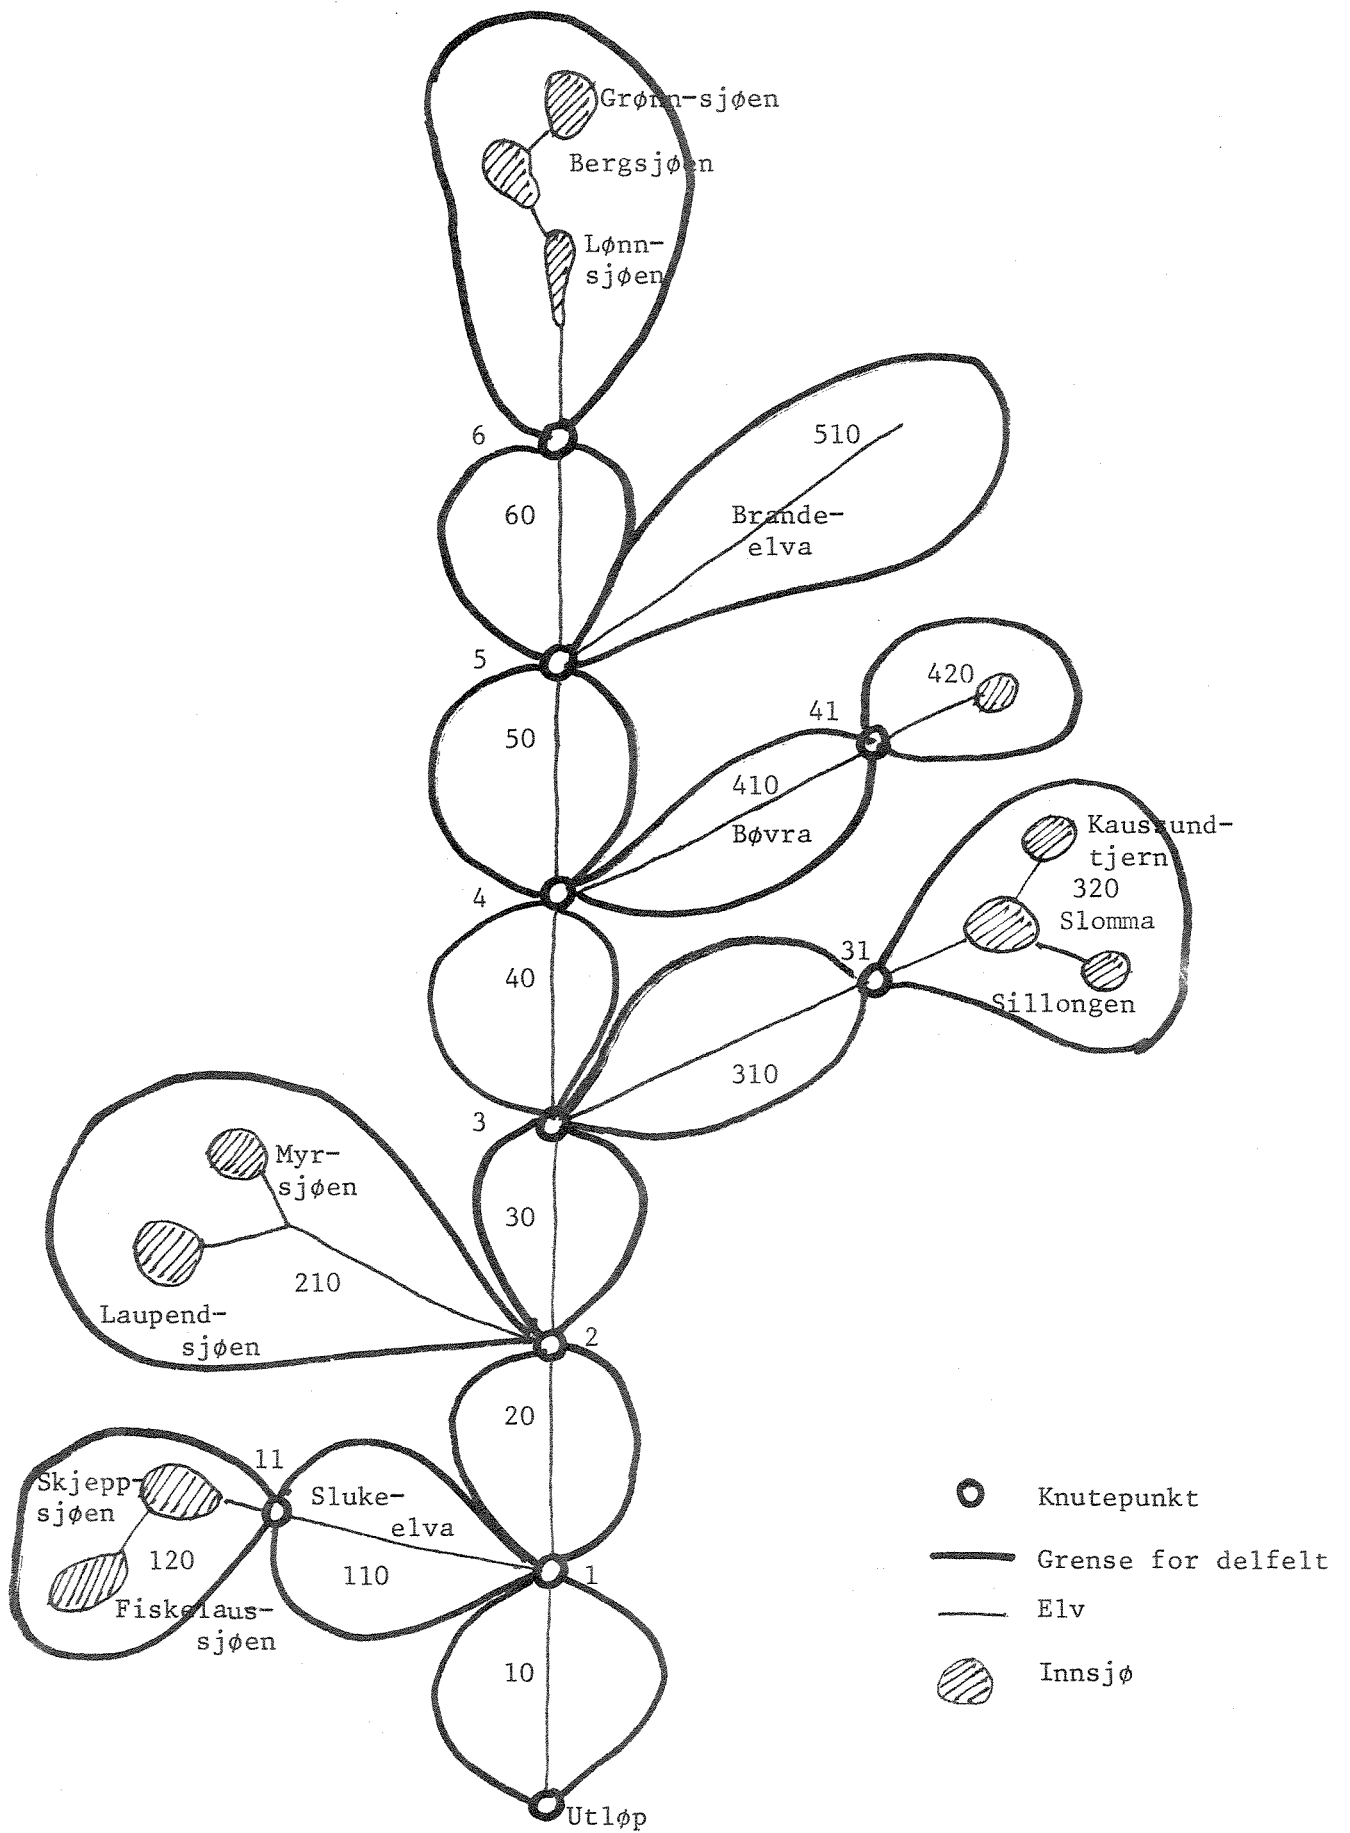 Grønn-sjøen
Bergsjøen
Lønn-
sjøen
6
510
60
Brande-
elva
5
420
41
50
410
Bøvra
Kaussund-
tjern
320
Slomma
4
31
40
Sillongen
310
3
Myr-
sjøen
30
210
Laupend-
sjøen
2
20
11
Skjepp-
sjøen
Sluke-
elva
120
110
1
Fiskelaus-
sjøen
10
Utløp
Knutepunkt
Grense for delfelt
Elv
Innsjø